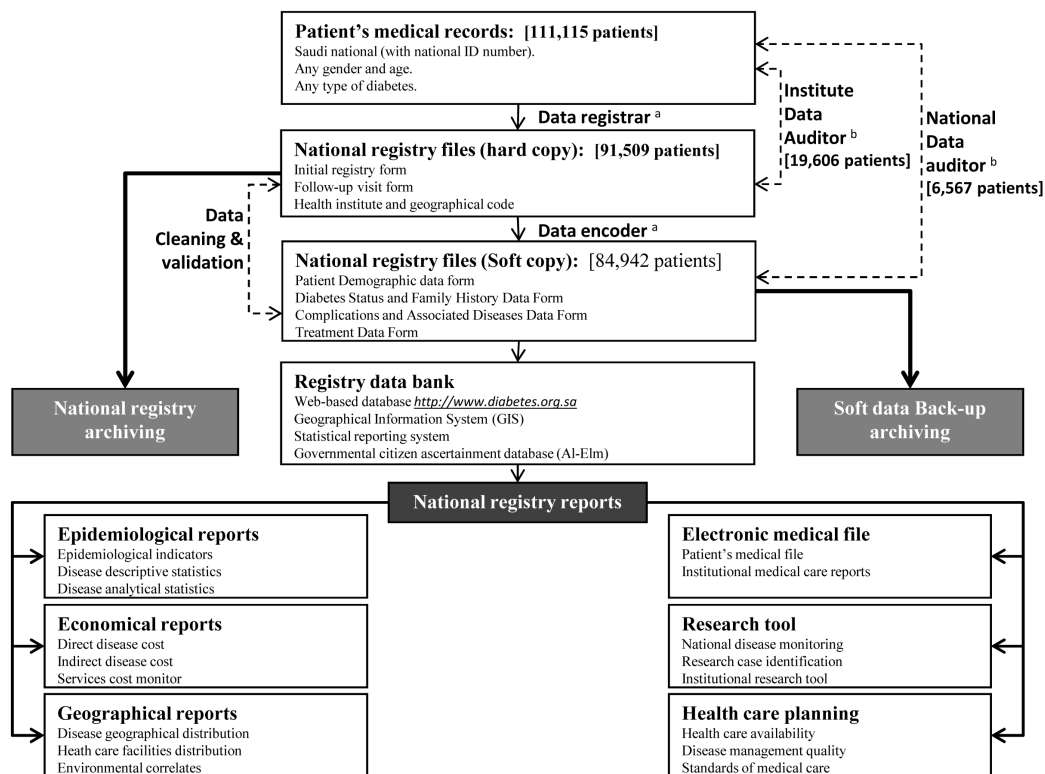 Patient's medical records: [111,115 patients]
Saudi national (with national ID number).
Any gender and age.
Any type of diabetes.
Institute
Data
Auditor b
[19,606 patients]
National
Data
auditor b
[6,567 patients]
Data registrar a
National registry files (hard copy): [91,509 patients]
Initial registry form
Follow-up visit form
Health institute and geographical code
Data
Cleaning &
validation
Data encoder a
National registry files (Soft copy): [84,942 patients]
Patient Demographic data form
Diabetes Status and Family History Data Form
Complications and Associated Diseases Data Form
Treatment Data Form
National registry
archiving
Registry data bank
Web-based database http://www.diabetes.org.sa
Geographical Information System (GIS)
Statistical reporting system
Governmental citizen ascertainment database (Al-Elm)
Soft data Back-up
archiving
National registry reports
Epidemiological reports
Epidemiological indicators
Disease descriptive statistics
Disease analytical statistics
Economical reports
Direct disease cost
Indirect disease cost
Services cost monitor
Geographical reports
Disease geographical distribution
Heath care facilities distribution
Environmental correlates
Electronic medical file
Patient's medical file
Institutional medical care reports
Research tool
National disease monitoring
Research case identification
Institutional research tool
Health care planning
Health care availability
Disease management quality
Standards of medical care